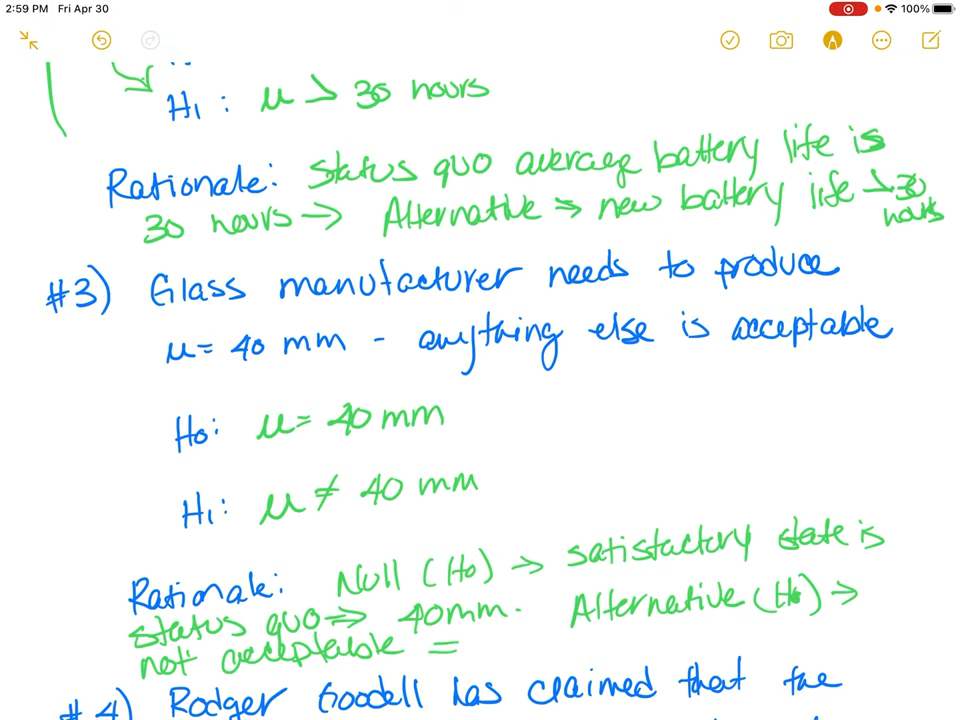 2:59 PM Fri Apr 30
100%
H1: μ > 30 hours
Rationale: Status quo average battery life is
30 hours → Alternative ⇒ new battery life > 30 hours
#3) Glass manufacturer needs to produce
μ = 40 mm - anything else is acceptable
Ho: μ = 40 mm
H1: μ ≠ 40 mm
Rationale: Null (Ho) → satisfactory state is
status quo ⇒ 40mm. Alternative (Ho) →
not acceptable =
#4) Rodger Goodell has claimed that the